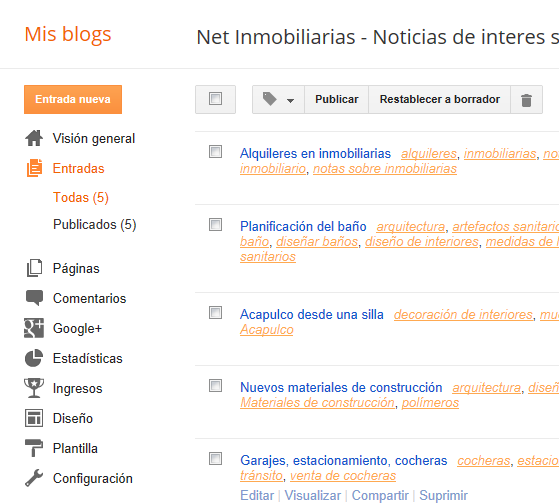 Mis blogs
Net Inmobiliarias - Noticias de interes s
Entrada nueva
Publicar
Restablecer a borrador
Visión general
Entradas
Todas (5)
Publicados (5)
Páginas
Comentarios
Google+
Estadísticas
Ingresos
Diseño
Plantilla
Configuración
Alquileres en inmobiliarias alquileres, inmobiliarias, no
inmobiliario, notas sobre inmobiliarias
Planificación del baño arquitectura, artefactos sanitario
baño, diseñar baños, diseño de interiores, medidas de l
sanitarios
Acapulco desde una silla decoración de interiores, mu
Acapulco
Nuevos materiales de construcción arquitectura, diseñ
Materiales de construcción, polímeros
Garajes, estacionamiento, cocheras cocheras, estacio
tránsito, venta de cocheras
Editar | Visualizar | Compartir | Suprimir